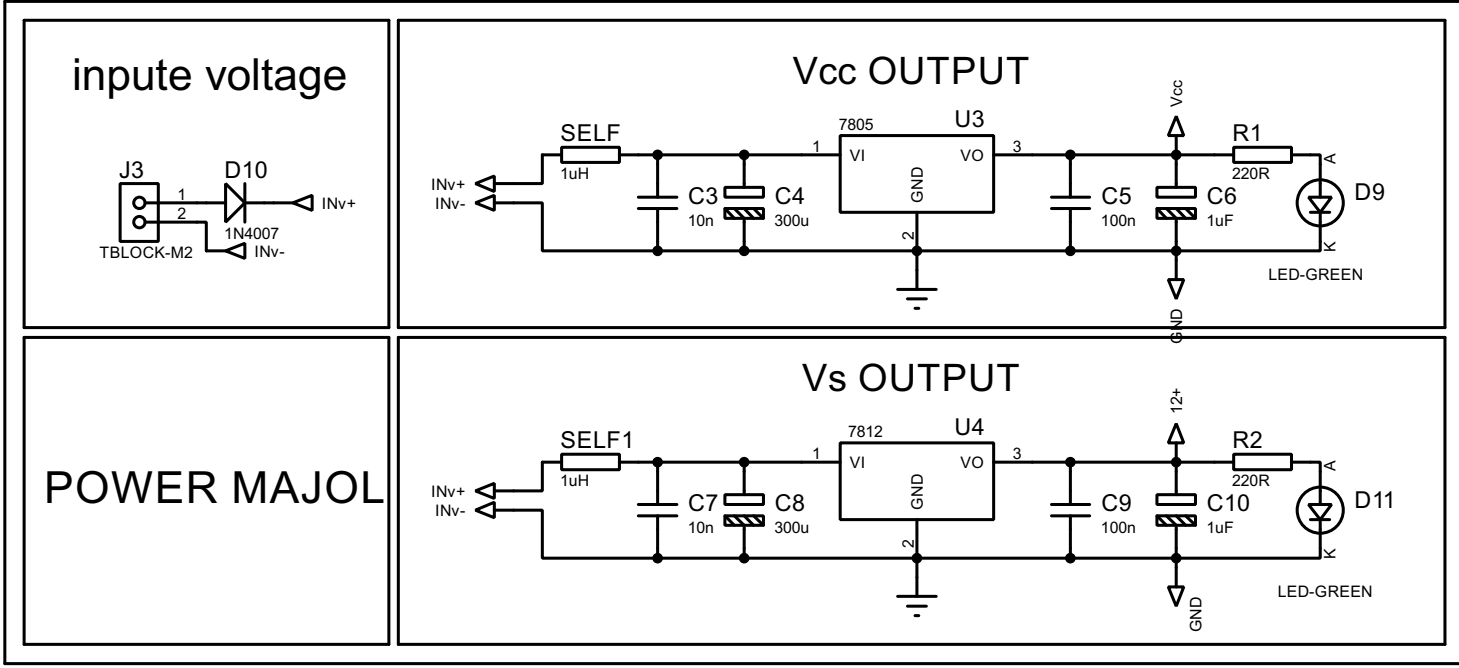 inpute voltage
J3
D10
1
2
INv+
1N4007
TBLOCK-M2
INv-
Vcc OUTPUT
Vcc
SELF
1uH
INv+
INv-
C3
10n
C4
300u
7805
U3
1
VI
VO
3
GND
2
C5
100n
C6
1uF
R1
220R
A
D9
K
LED-GREEN
GND
POWER MAJOL
Vs OUTPUT
12+
SELF1
1uH
INv+
INv-
C7
10n
C8
300u
7812
U4
1
VI
VO
3
GND
2
C9
100n
C10
1uF
R2
220R
A
D11
K
LED-GREEN
GND